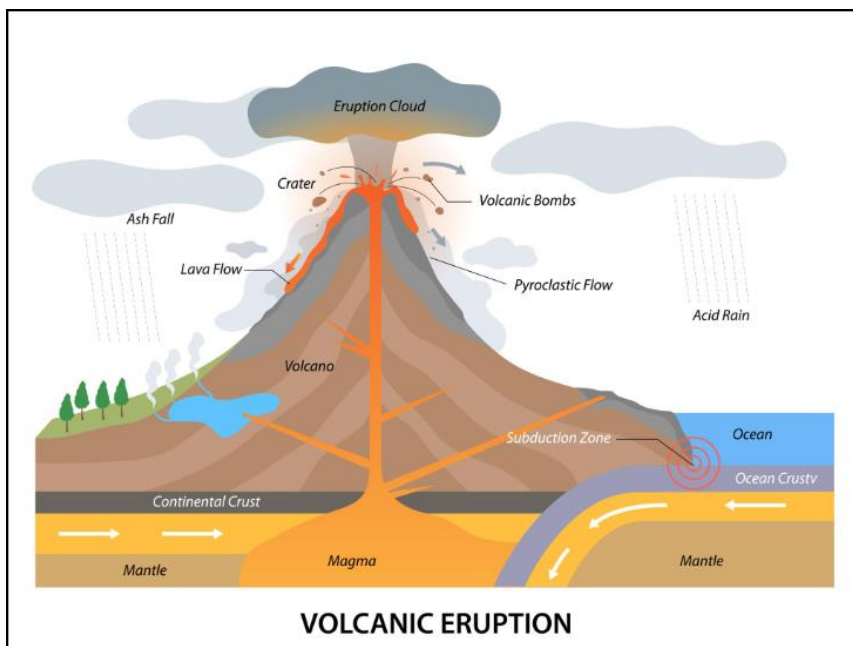 Eruption Cloud
Crater
Volcanic Bombs
Ash Fall
Lava Flow
Pyroclastic Flow
Acid Rain
Volcano
Subduction Zone
Ocean
Ocean Crustv
Continental Crust
Mantle
Magma
Mantle
VOLCANIC ERUPTION